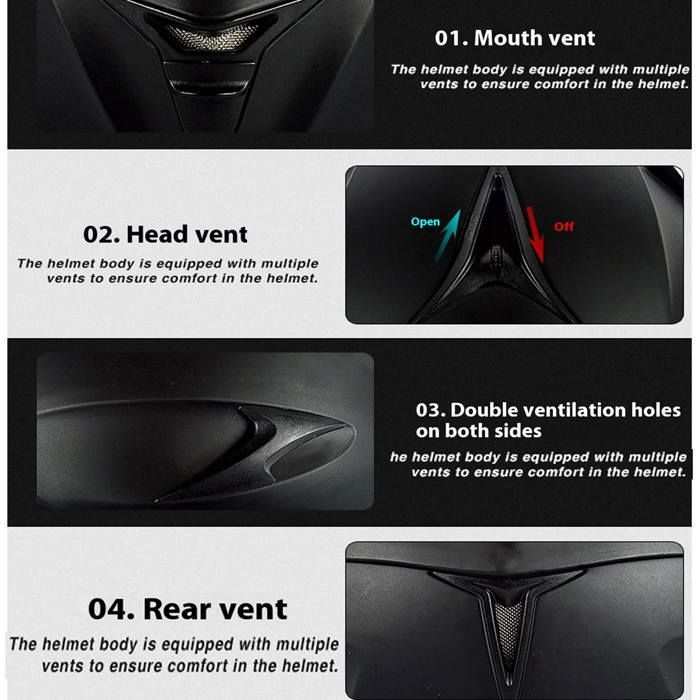 01. Mouth vent
The helmet body is equipped with multiple
vents to ensure comfort in the helmet.
02. Head vent
The helmet body is equipped with multiple
vents to ensure comfort in the helmet.
Open
Off
03. Double ventilation holes
on both sides
he helmet body is equipped with multiple
vents to ensure comfort in the helmet.
04. Rear vent
The helmet body is equipped with multiple
vents to ensure comfort in the helmet.